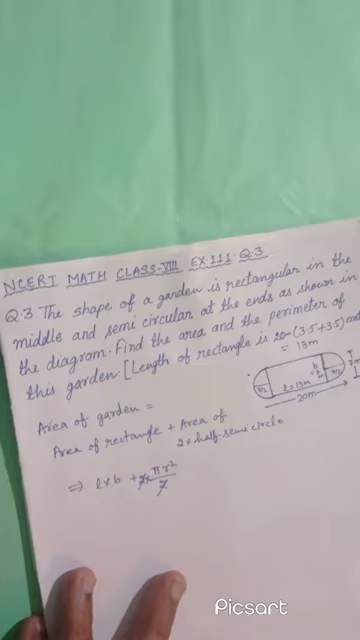 NCERT MATH CLASS-VIII EX.11.1 Q.3
Q.3 The shape of a garden is rectangular in the
middle and semi circular at the ends as shown in
the diagram. Find the area and the perimeter of
this garden. [Length of rectangle is 20-(3.5+3.5) met
= 13m
Area of garden =
Area of rectangle + Area of
2x half semi circle
l=13m
20m
⇒ l×b + 2×πr²/2
Picsart